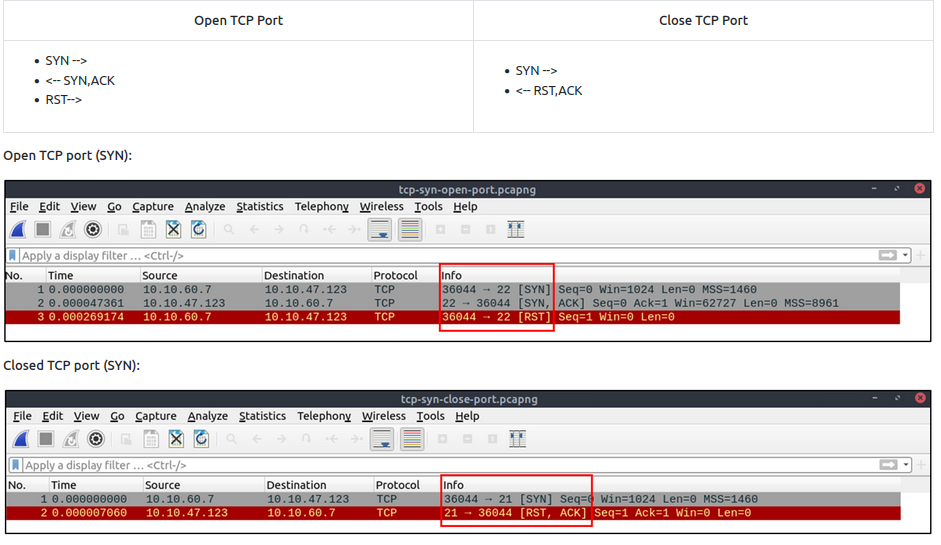 Open TCP Port Close TCP Port
• SYN -->
• <-- SYN,ACK
• RST-->
• SYN -->
• <-- RST,ACK
Open TCP port (SYN):
tcp-syn-open-port.pcapng
File Edit View Go Capture Analyze Statistics Telephony Wireless Tools Help
Apply a display filter ... <Ctrl-/>
No. Time Source Destination Protocol Info
1 0.000000000 10.10.60.7 10.10.47.123 TCP 36044 → 22 [SYN] Seq=0 Win=1024 Len=0 MSS=1460
2 0.000047361 10.10.47.123 10.10.60.7 TCP 22 → 36044 [SYN, ACK] Seq=0 Ack=1 Win=62727 Len=0 MSS=8961
3 0.000269174 10.10.60.7 10.10.47.123 TCP 36044 → 22 [RST] Seq=1 Win=0 Len=0
Closed TCP port (SYN):
tcp-syn-close-port.pcapng
File Edit View Go Capture Analyze Statistics Telephony Wireless Tools Help
Apply a display filter ... <Ctrl-/>
No. Time Source Destination Protocol Info
1 0.000000000 10.10.60.7 10.10.47.123 TCP 36044 → 21 [SYN] Seq=0 Win=1024 Len=0 MSS=1460
2 0.000007060 10.10.47.123 10.10.60.7 TCP 21 → 36044 [RST, ACK] Seq=1 Ack=1 Win=0 Len=0